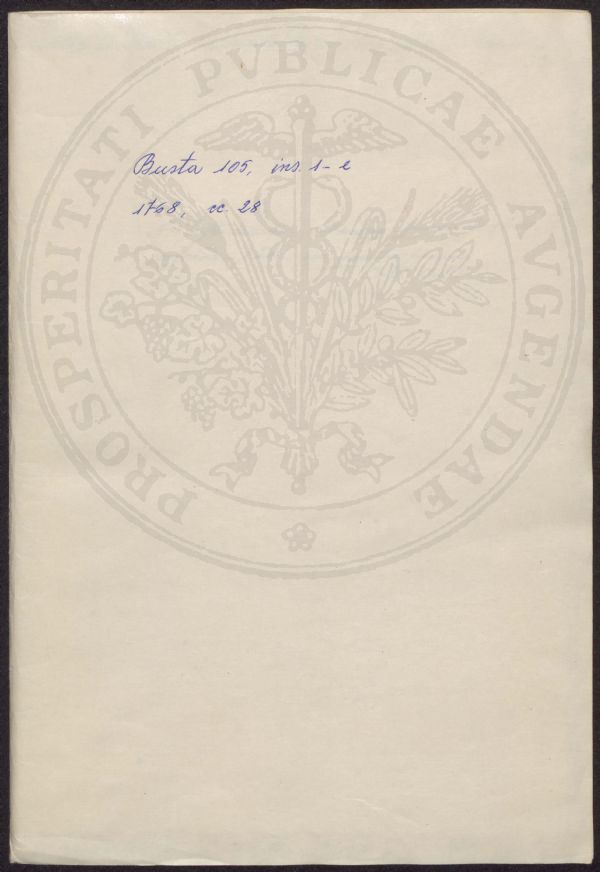 PROSPERITATI PVBLICAE AVGENDAE
Busta 105, ins. 1-2
1768, cc. 28